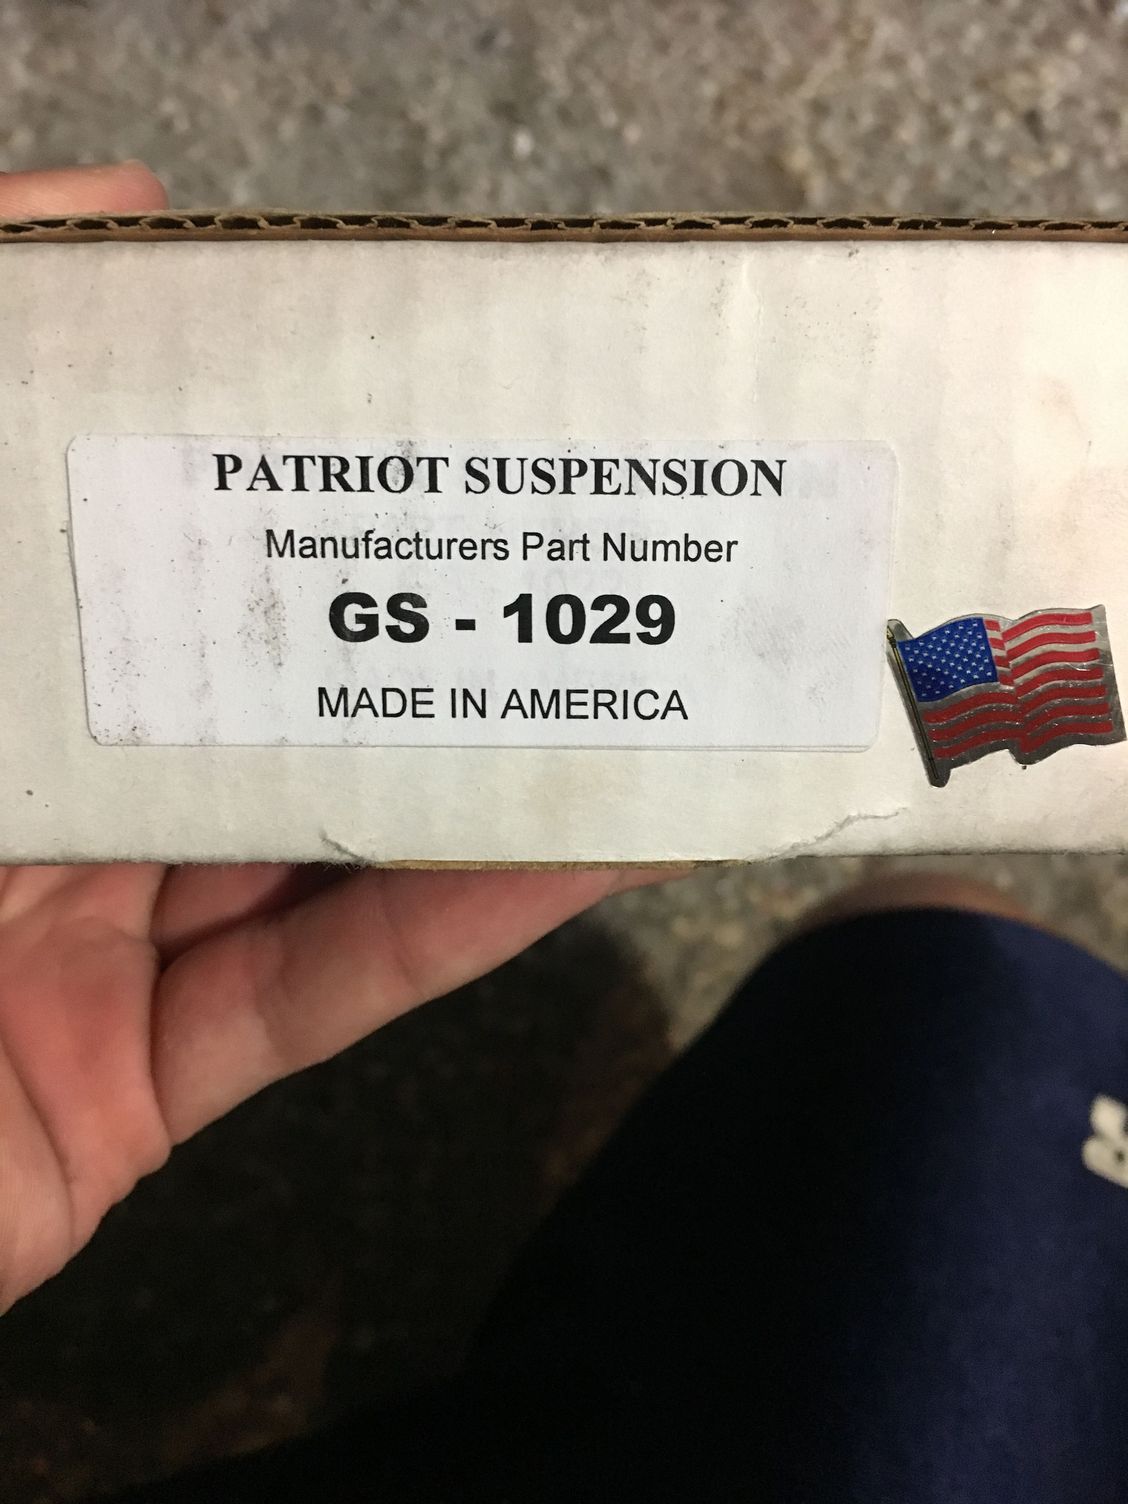 PATRIOT SUSPENSION
Manufacturers Part Number
GS - 1029
MADE IN AMERICA